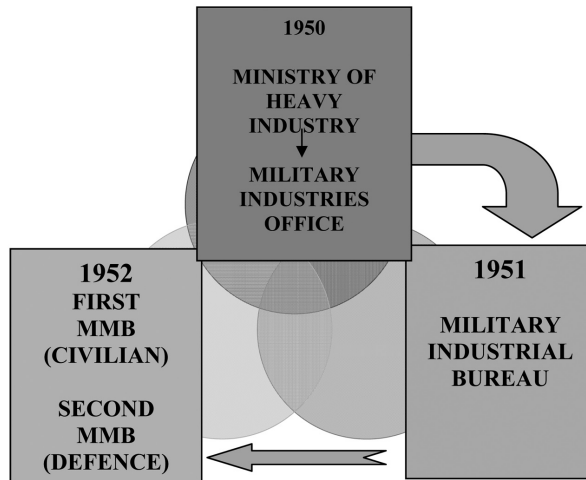 1950
MINISTRY OF
HEAVY
INDUSTRY
MILITARY
INDUSTRIES
OFFICE
1951
MILITARY
INDUSTRIAL
BUREAU
1952
FIRST
MMB
(CIVILIAN)
SECOND
MMB
(DEFENCE)